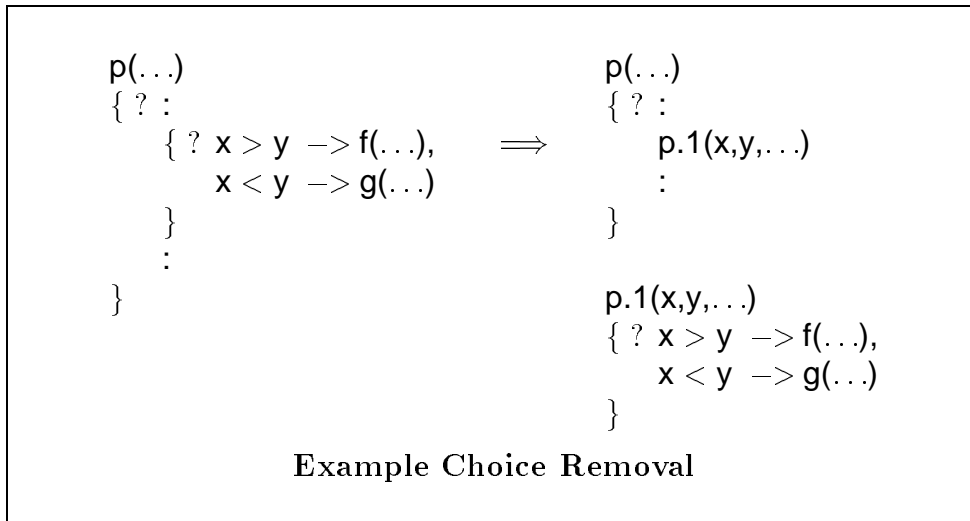 p(...)
{ ? :
{ ? x > y –> f(...),
x < y –> g(...)
}
:
}
⟹
p(...)
{ ? :
p.1(x,y,...)
:
}
p.1(x,y,...)
{ ? x > y –> f(...),
x < y –> g(...)
}
Example Choice Removal